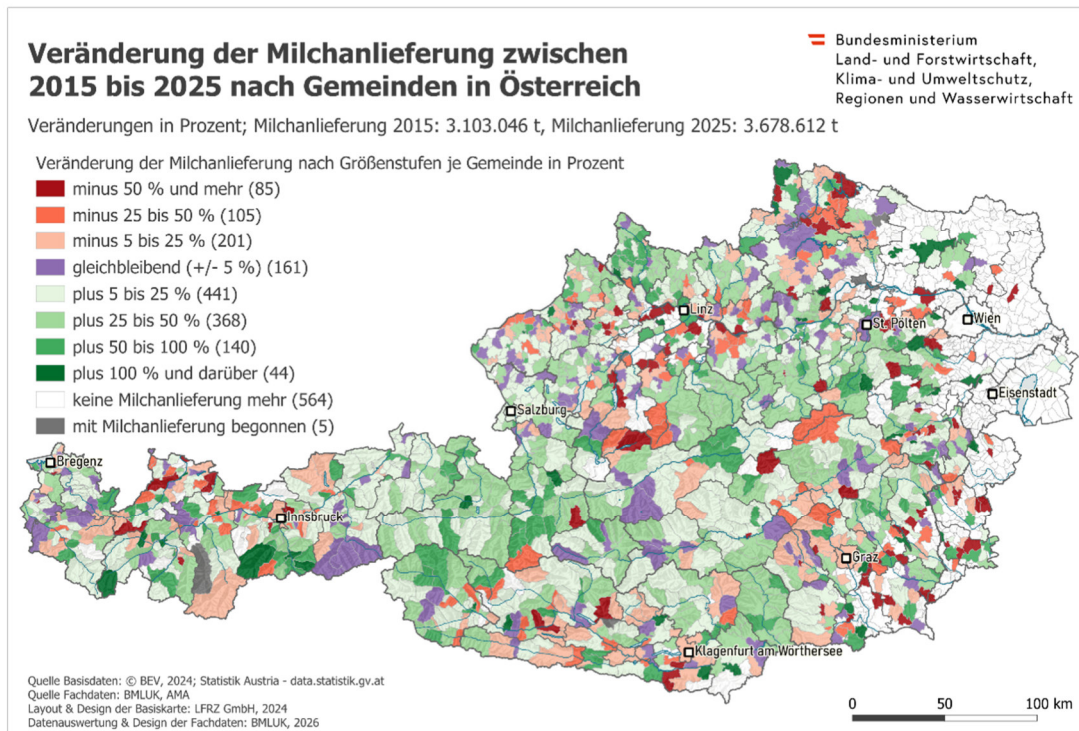 Veränderung der Milchanlieferung zwischen
2015 bis 2025 nach Gemeinden in Österreich
Bundesministerium
Land- und Forstwirtschaft,
Klima- und Umweltschutz,
Regionen und Wasserwirtschaft
Veränderungen in Prozent; Milchanlieferung 2015: 3.103.046 t, Milchanlieferung 2025: 3.678.612 t
Veränderung der Milchanlieferung nach Größenstufen je Gemeinde in Prozent
minus 50 % und mehr (85)
minus 25 bis 50 % (105)
minus 5 bis 25 % (201)
gleichbleibend (+/- 5 %) (161)
plus 5 bis 25 % (441)
plus 25 bis 50 % (368)
plus 50 bis 100 % (140)
plus 100 % und darüber (44)
keine Milchanlieferung mehr (564)
mit Milchanlieferung begonnen (5)
Linz
St. Pölten
Wien
Eisenstadt
Salzburg
Bregenz
Innsbruck
Graz
Klagenfurt am Wörthersee
Quelle Basisdaten: © BEV, 2024; Statistik Austria - data.statistik.gv.at
Quelle Fachdaten: BMLUK, AMA
Layout & Design der Basiskarte: LFRZ GmbH, 2024
Datenauswertung & Design der Fachdaten: BMLUK, 2026
0 50 100 km